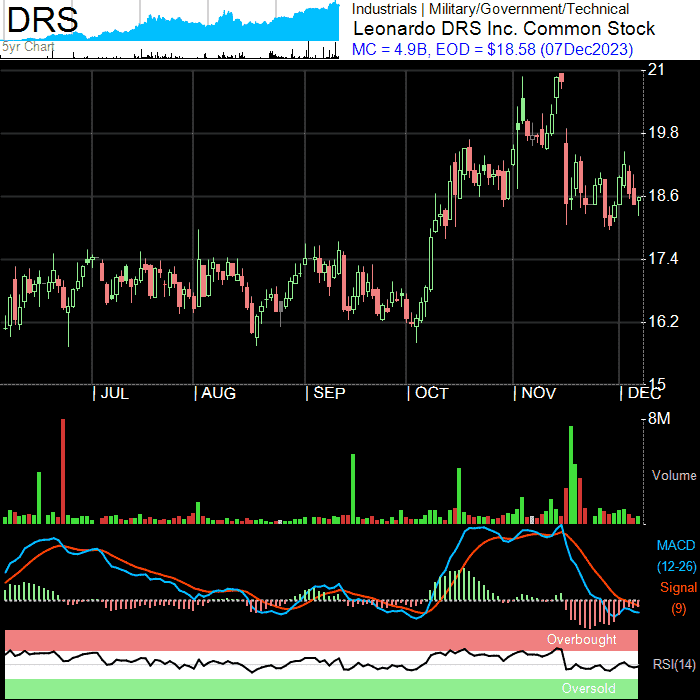 DRS
5yr Chart
Industrials | Military/Government/Technical
Leonardo DRS Inc. Common Stock
MC = 4.9B, EOD = $18.58 (07Dec2023)
21
19.8
18.6
17.4
16.2
15
| JUL | AUG | SEP | OCT | NOV | DEC
8M
Volume
MACD
(12-26)
Signal
(9)
Overbought
RSI(14)
Oversold